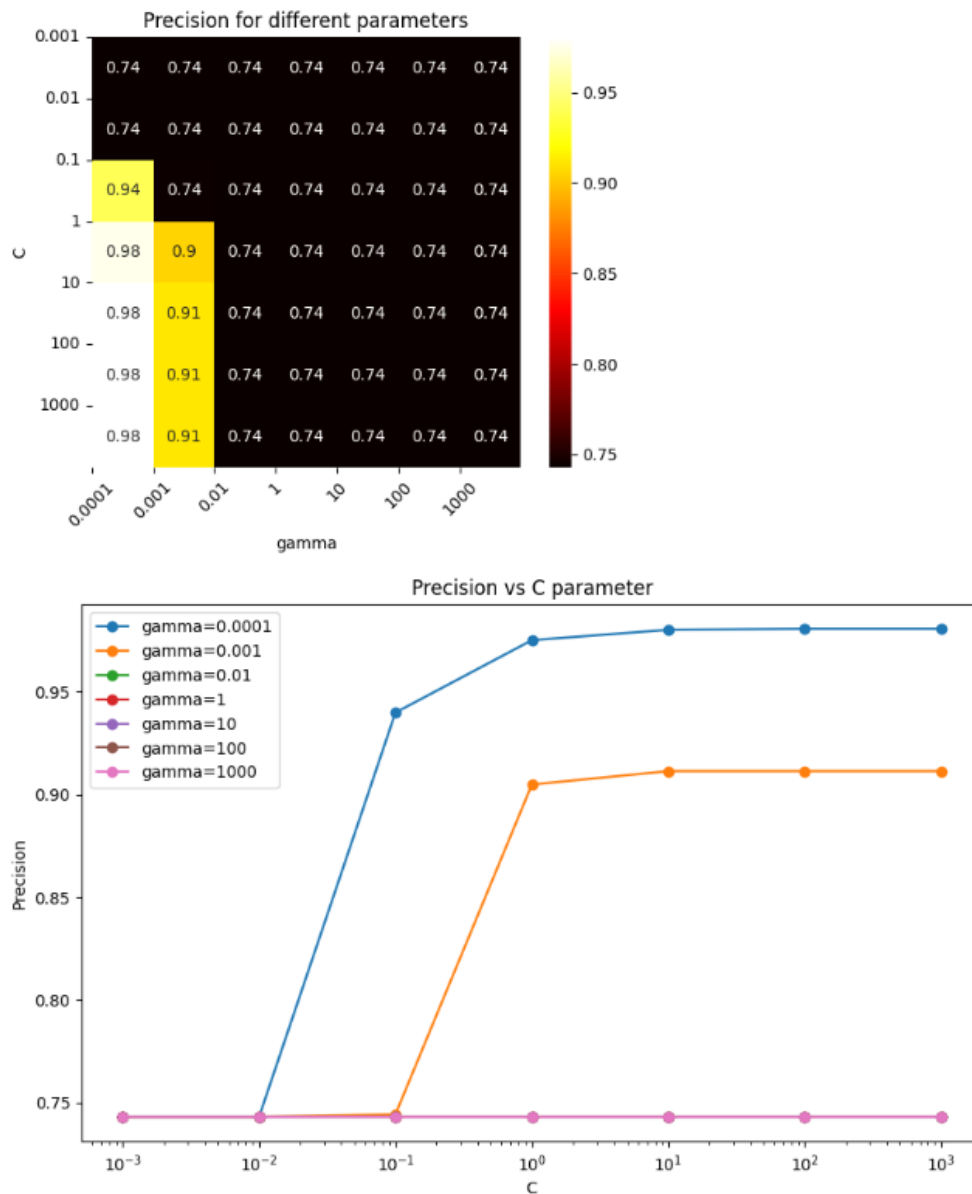 Precision for different parameters
0.001
0.74 0.74 0.74 0.74 0.74 0.74 0.74
0.01
0.74 0.74 0.74 0.74 0.74 0.74 0.74
0.1
0.94 0.74 0.74 0.74 0.74 0.74 0.74
1
0.98 0.9 0.74 0.74 0.74 0.74 0.74
10
0.98 0.91 0.74 0.74 0.74 0.74 0.74
100
0.98 0.91 0.74 0.74 0.74 0.74 0.74
1000
0.98 0.91 0.74 0.74 0.74 0.74 0.74
C
0.0001 0.001 0.01 1 10 100 1000
gamma
0.95
0.90
0.85
0.80
0.75
Precision vs C parameter
gamma=0.0001
gamma=0.001
gamma=0.01
gamma=1
gamma=10
gamma=100
gamma=1000
0.95
0.90
0.85
0.80
0.75
Precision
10⁻³ 10⁻² 10⁻¹ 10⁰ 10¹ 10² 10³
C